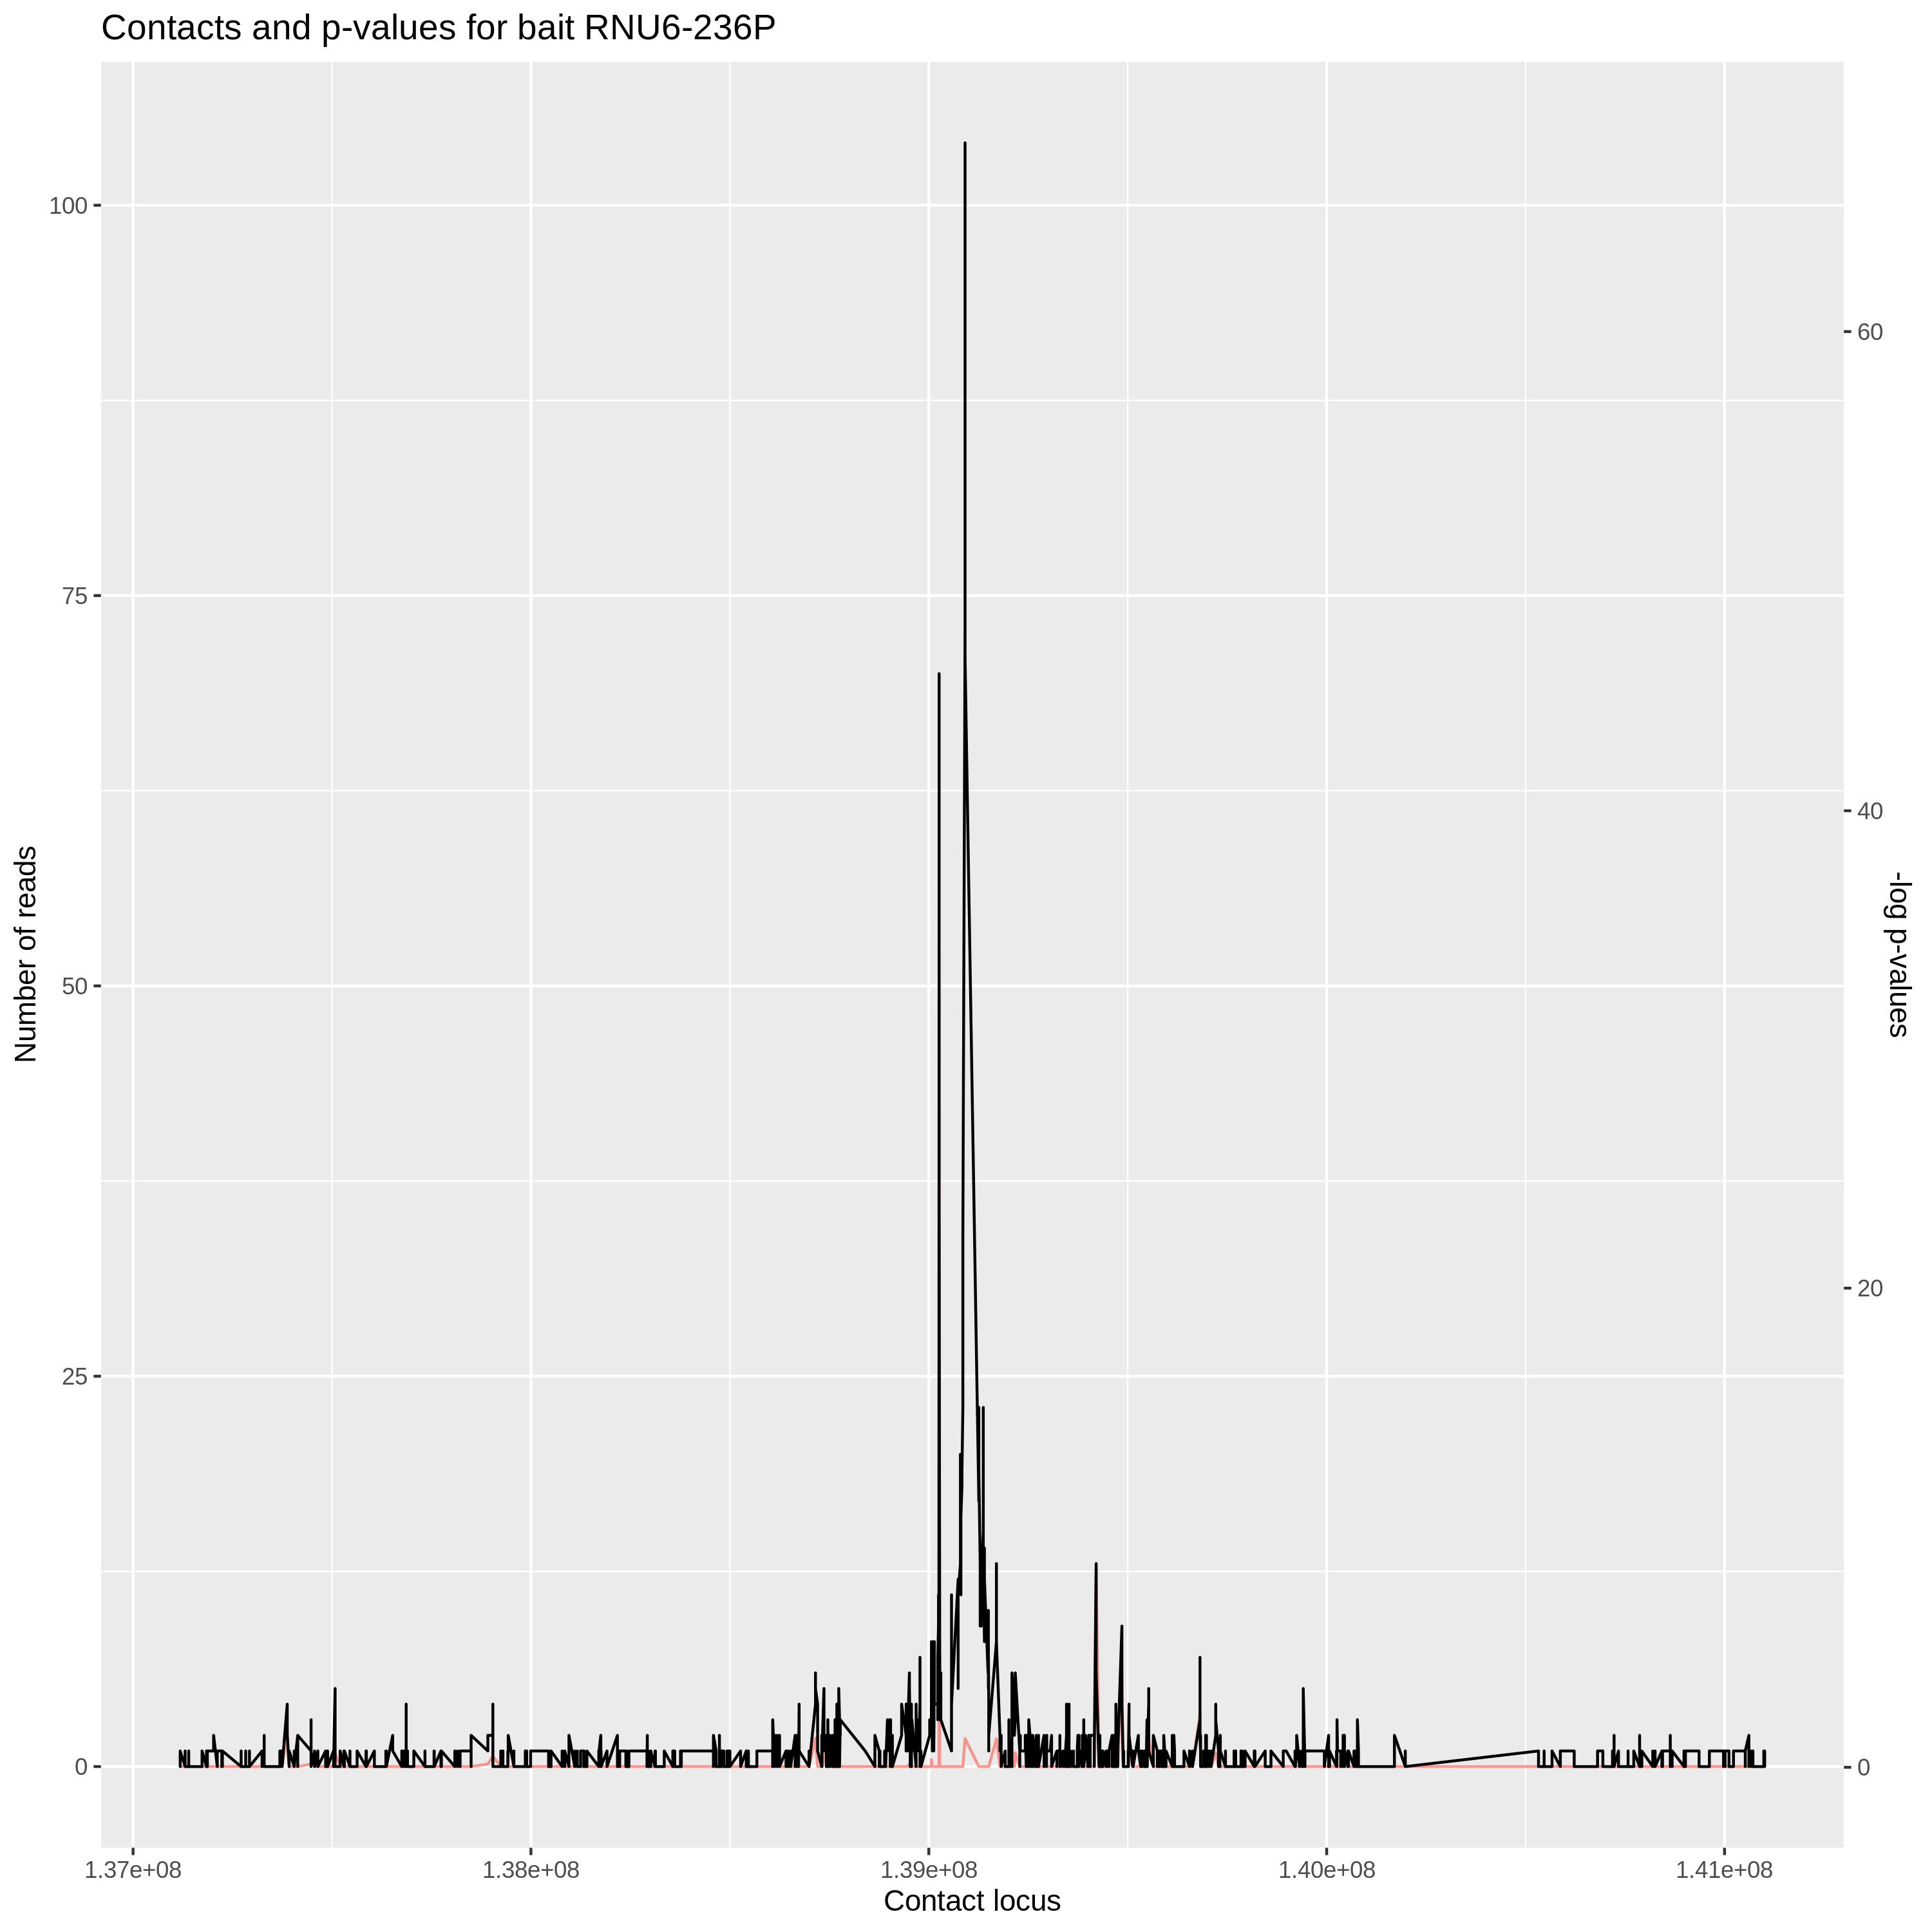 Contacts and p-values for bait RNU6-236P
100
75
50
25
0
Number of reads
60
40
20
0
-log p-values
1.37e+08
1.38e+08
1.39e+08
1.40e+08
1.41e+08
Contact locus